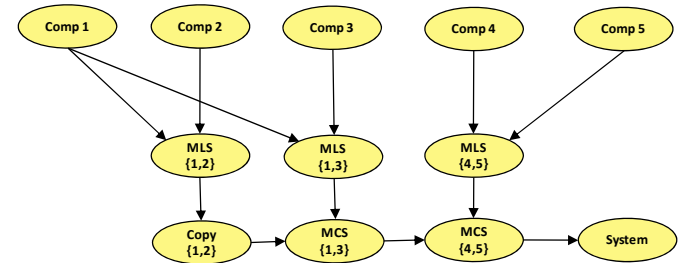 Comp 1
Comp 2
Comp 3
Comp 4
Comp 5
MLS
{1,2}
MLS
{1,3}
MLS
{4,5}
Copy
{1,2}
MCS
{1,3}
MCS
{4,5}
System